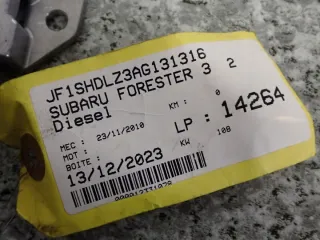 JF1SHDLZ3AG131316
SUBARU FORESTER 3 2
Diesel
KM : 0
MEC : 23/11/2010
LP : 14264
MOT :
KW 108
BOITE :
13/12/2023